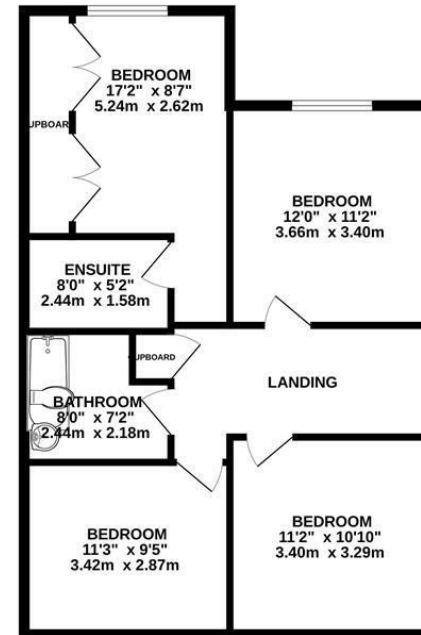 BEDROOM
17'2" x 8'7"
5.24m x 2.62m
UPBOARD
BEDROOM
12'0" x 11'2"
3.66m x 3.40m
ENSUITE
8'0" x 5'2"
2.44m x 1.58m
UPBOARD
LANDING
BATHROOM
8'0" x 7'2"
2.44m x 2.18m
BEDROOM
11'3" x 9'5"
3.42m x 2.87m
BEDROOM
11'2" x 10'10"
3.40m x 3.29m